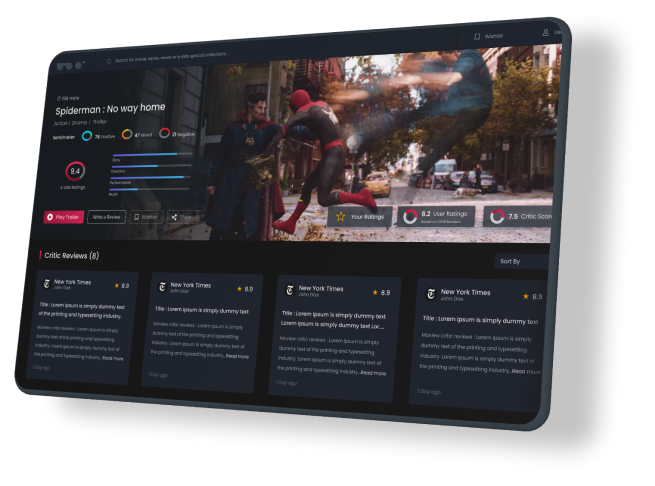 Search by movie, series, news or o-bits special collections ...
Wishlist
156 mins
Spiderman : No way home
Action | Drama / Thriller
Sentimeter 76 Positive 47 Mixed 21 Negative
9.4
Story
Direction
Performance
Music
Play Trailer
Write a Review
Wishlist
Share
Your Ratings
8.2 User Ratings
7.5 Critic Scor
Critic Reviews (8)
Sort By
New York Times
John Doe
8.9
Title : Lorem Ipsum is simply dummy text
of the printing and typesetting industry.
Moview critic reviews : Lorem Ipsum is simply
dummy text of the printing and typesetting
industry. Lorem Ipsum is simply dummy text of
the printing and typesetting industry...Read more
1 Day ago
New York Times
John Doe
8.9
Title : Lorem Ipsum is simply dummy text
Moview critic reviews : Lorem Ipsum is simply
dummy text of the printing and typesetting
industry. Lorem Ipsum is simply dummy text of
the printing and typesetting industry...Read more
1 Day ago
New York Times
John Doe
8.9
Title : Lorem Ipsum is simply dummy text
Lorem Ipsum is simply dummy text Lor....
Moview critic reviews : Lorem Ipsum is simply
dummy text of the printing and typesetting
industry. Lorem Ipsum is simply dummy text of
the printing and typesetting industry...Read more
1 Day ago
New York Times
John Doe
8.9
Title : Lorem Ipsum is simply dummy text
Moview critic reviews : Lorem Ipsum is simply
dummy text of the printing and typesetting
industry. Lorem Ipsum is simply dummy text of
the printing and typesetting industry...Read more
1 Day ago